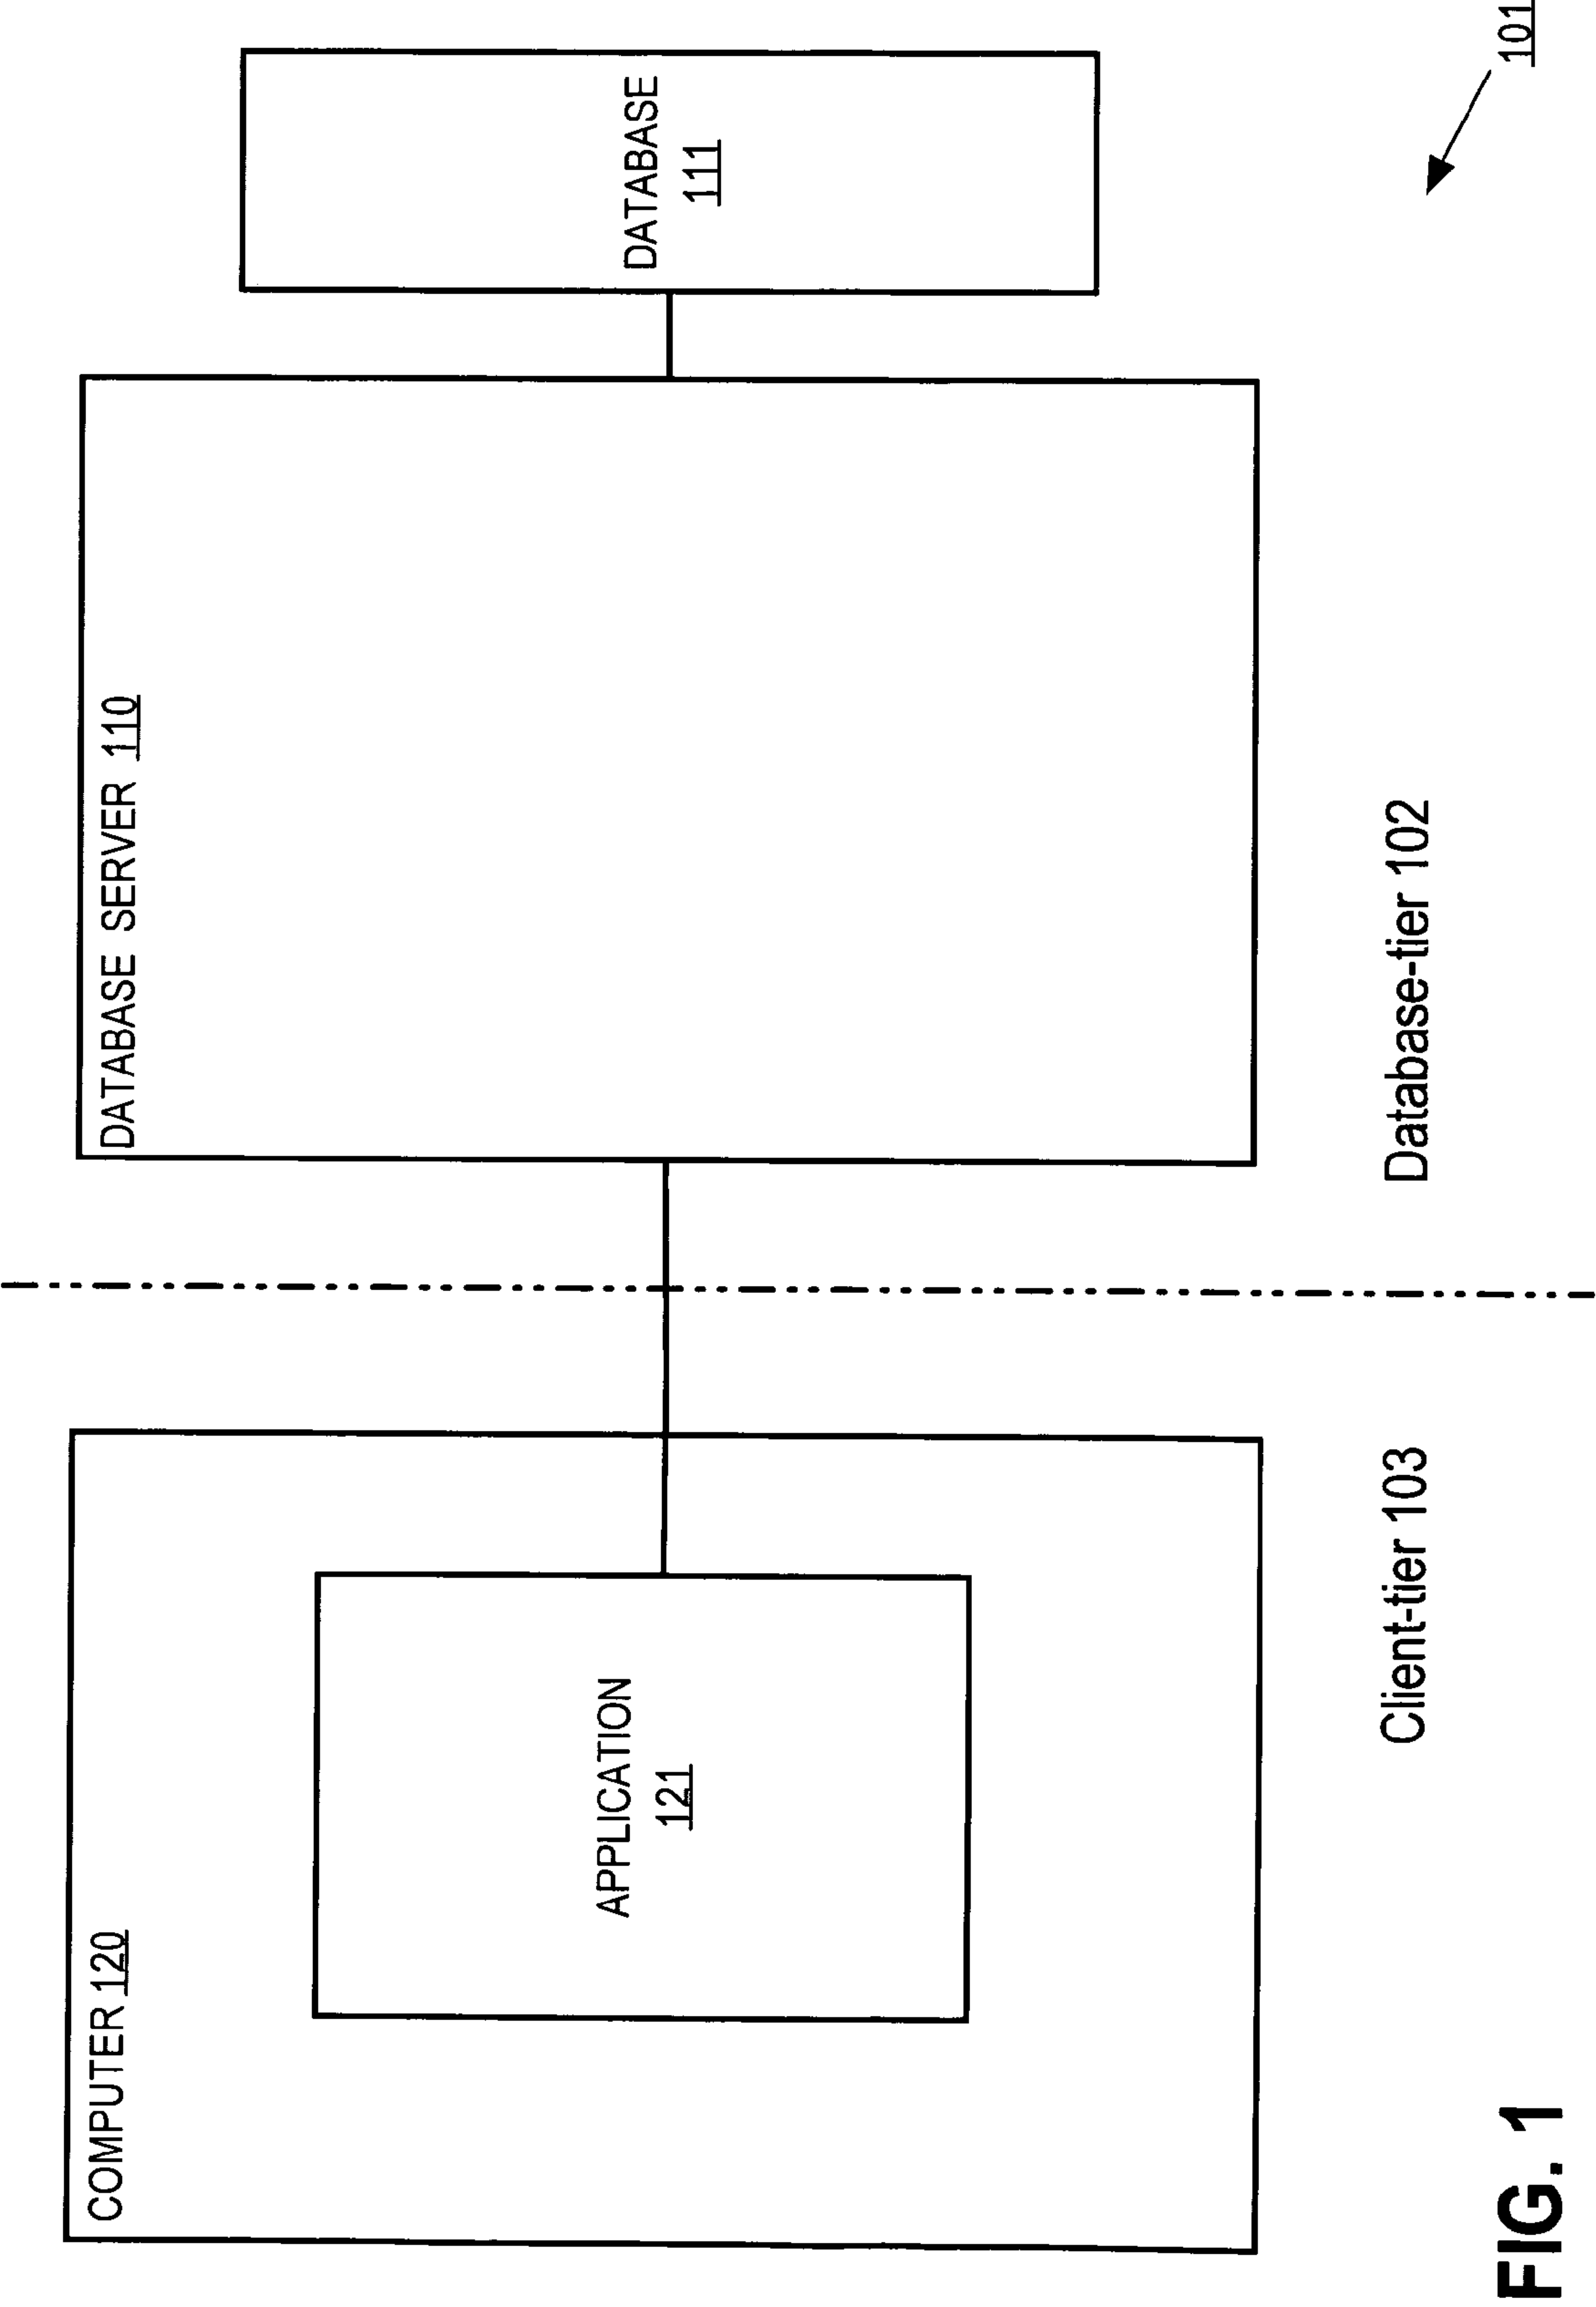 COMPUTER 120
APPLICATION
121
DATABASE SERVER 110
DATABASE
111
Client-tier 103
Database-tier 102
101
FIG. 1